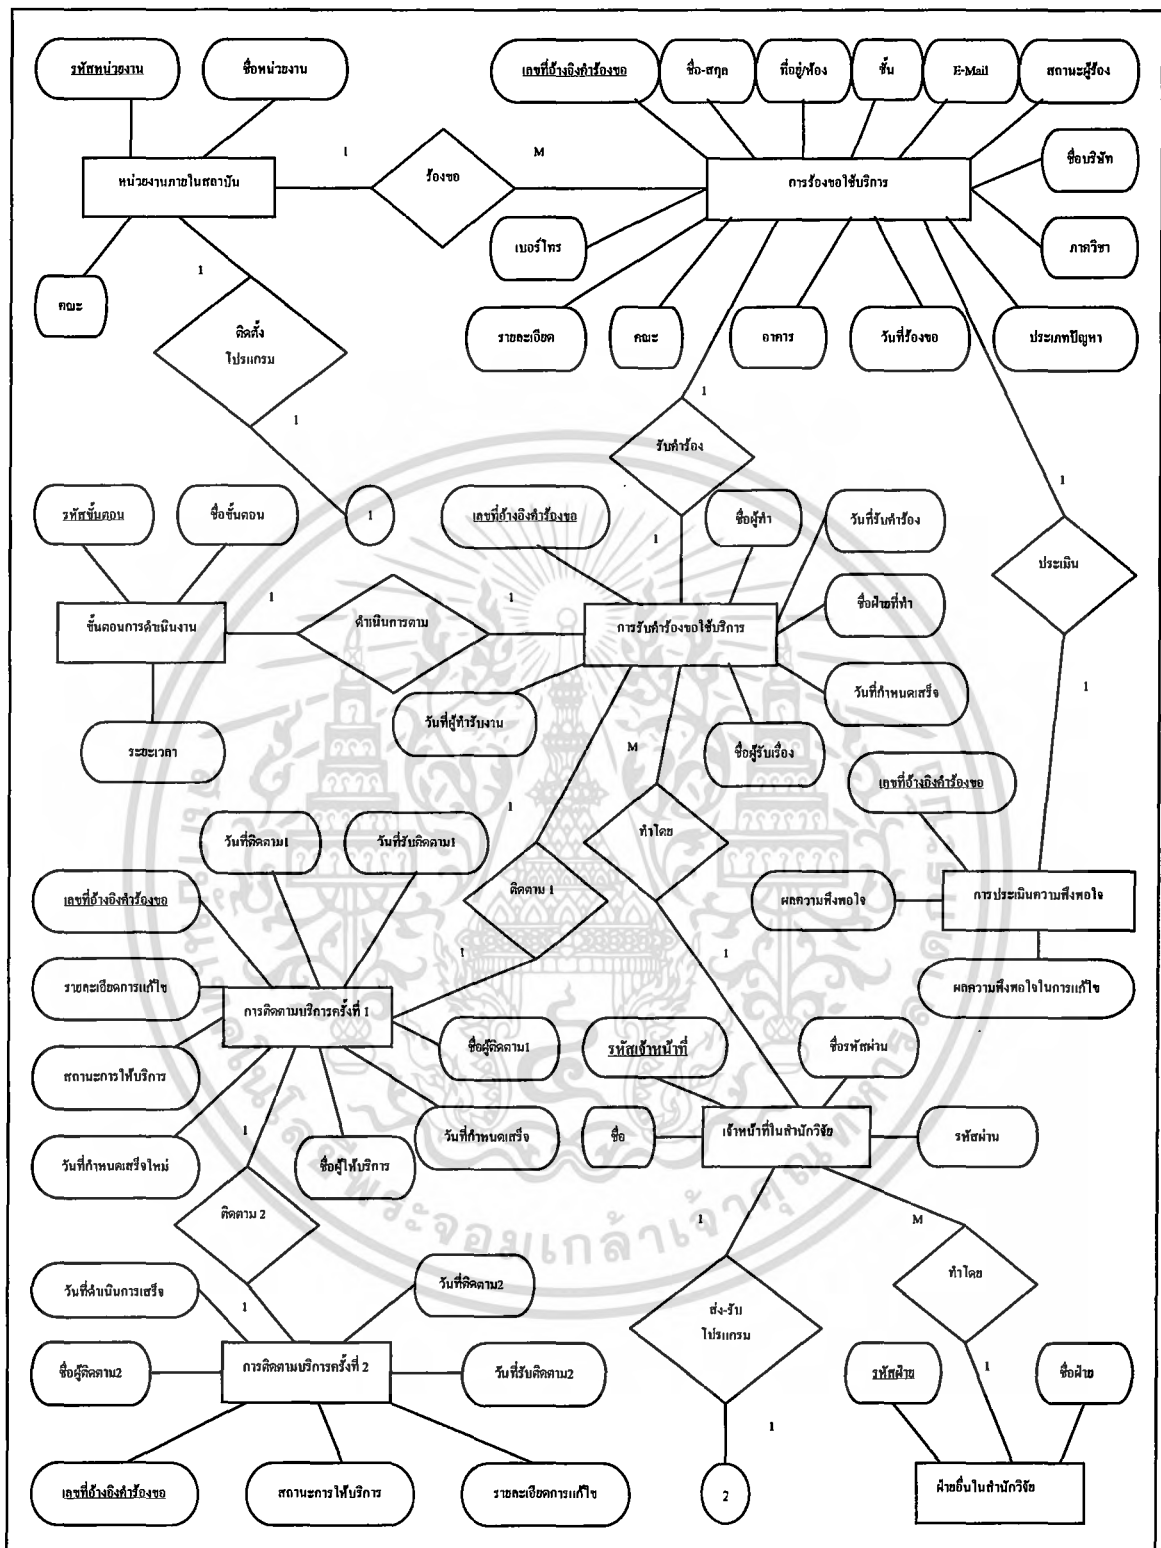 รหัสหน่วยงาน
ชื่อหน่วยงาน
เลขที่อ้างอิงคำร้องขอ
ชื่อ-สกุล
ที่อยู่/ห้อง
ชั้น
E-Mail
สถานะผู้ร้อง
หน่วยงานภายในสถาบัน
1
ร้องขอ
M
การร้องขอใช้บริการ
ชื่อบริษัท
เบอร์โทร
ภาควิชา
คณะ
1
ติดตั้ง
โปรแกรม
รายละเอียด
คณะ
อาคาร
วันที่ร้องขอ
ประเภทปัญหา
1
1
รับคำร้อง
1
รหัสขั้นตอน
ชื่อขั้นตอน
1
เลขที่อ้างอิงคำร้องขอ
1
ชื่อผู้ทำ
วันที่รับคำร้อง
ประเมิน
ขั้นตอนการดำเนินงาน
1
ดำเนินการตาม
1
การรับคำร้องขอใช้บริการ
ชื่อฝ่ายที่ทำ
1
วันที่กำหนดเสร็จ
ระยะเวลา
วันที่ผู้ทำรับงาน
M
ชื่อผู้รับเรื่อง
เลขที่อ้างอิงคำร้องขอ
วันที่ติดตาม1
วันที่รับติดตาม1
1
ทำโดย
เลขที่อ้างอิงคำร้องขอ
ติดตาม 1
ผลความพึงพอใจ
การประเมินความพึงพอใจ
1
1
รายละเอียดการแก้ไข
การติดตามบริการครั้งที่ 1
ผลความพึงพอใจในการแก้ไข
ชื่อผู้ติดตาม1
รหัสเจ้าหน้าที่
ชื่อรหัสผ่าน
สถานะการให้บริการ
1
วันที่กำหนดเสร็จ
ชื่อ
เจ้าหน้าที่ในสำนักวิจัย
รหัสผ่าน
วันที่กำหนดเสร็จใหม่
ชื่อผู้ให้บริการ
ติดตาม 2
1
M
วันที่ดำเนินการเสร็จ
วันที่ติดตาม2
ทำโดย
1
ส่ง-รับ
โปรแกรม
ชื่อผู้ติดตาม2
การติดตามบริการครั้งที่ 2
วันที่รับติดตาม2
รหัสฝ่าย
1
ชื่อฝ่าย
1
เลขที่อ้างอิงคำร้องขอ
สถานะการให้บริการ
รายละเอียดการแก้ไข
2
ฝ่ายอื่นในสำนักวิจัย